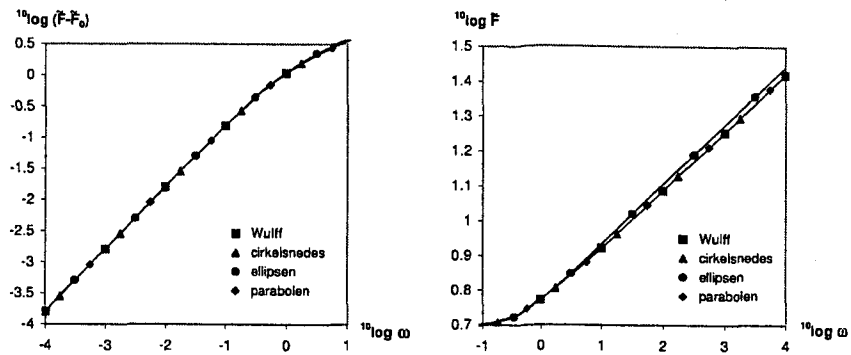 ¹⁰log (F̃-F̃₀)
0.5
0
-0.5
-1
-1.5
-2
-2.5
-3
-3.5
-4
-4 -3 -2 -1 0 1
¹⁰log ω
Wulff
cirkelsnedes
ellipsen
parabolen
¹⁰log F̃
1.5
1.4
1.3
1.2
1.1
1
0.9
0.8
0.7
-1 0 1 2 3 4
¹⁰log ω
Wulff
cirkelsnedes
ellipsen
parabolen